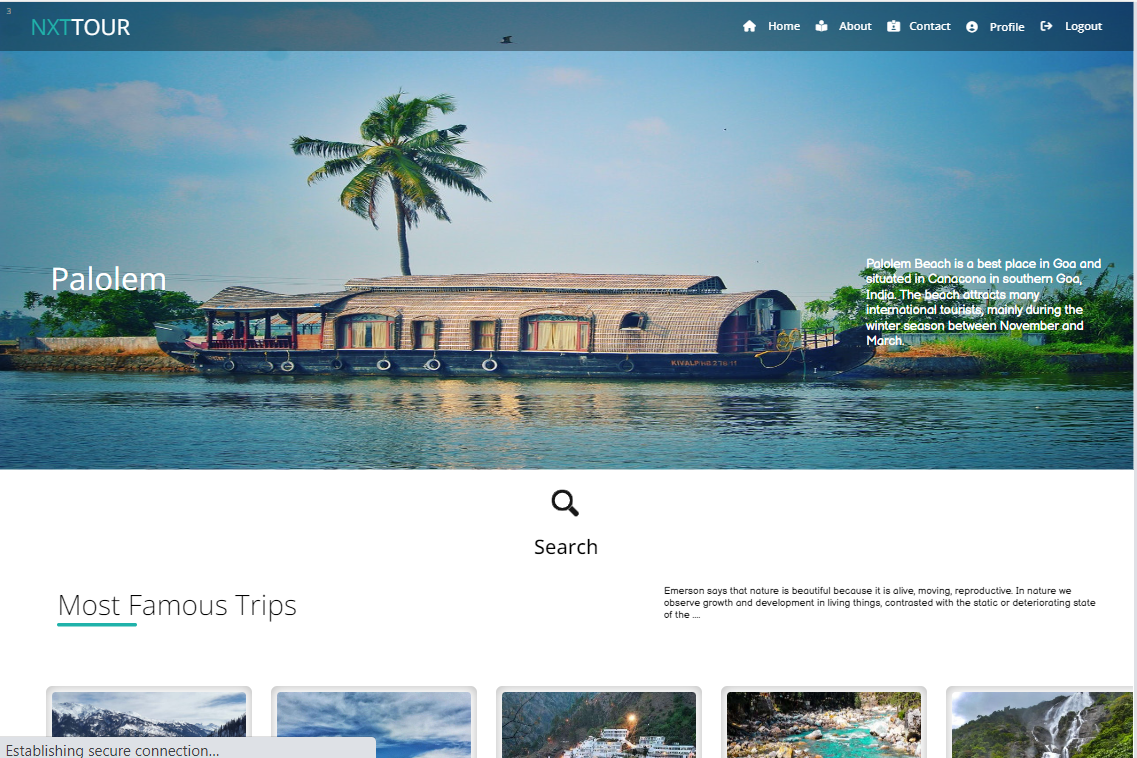 3
NXTTOUR
Home About Contact Profile Logout
Palolem
Palolem Beach is a best place in Goa and
situated in Canacona in southern Goa,
India. The beach attracts many
international tourists, mainly during the
winter season between November and
March.
Search
Most Famous Trips
Emerson says that nature is beautiful because it is alive, moving, reproductive. In nature we
observe growth and development in living things, contrasted with the static or deteriorating state
of the ....
Establishing secure connection...